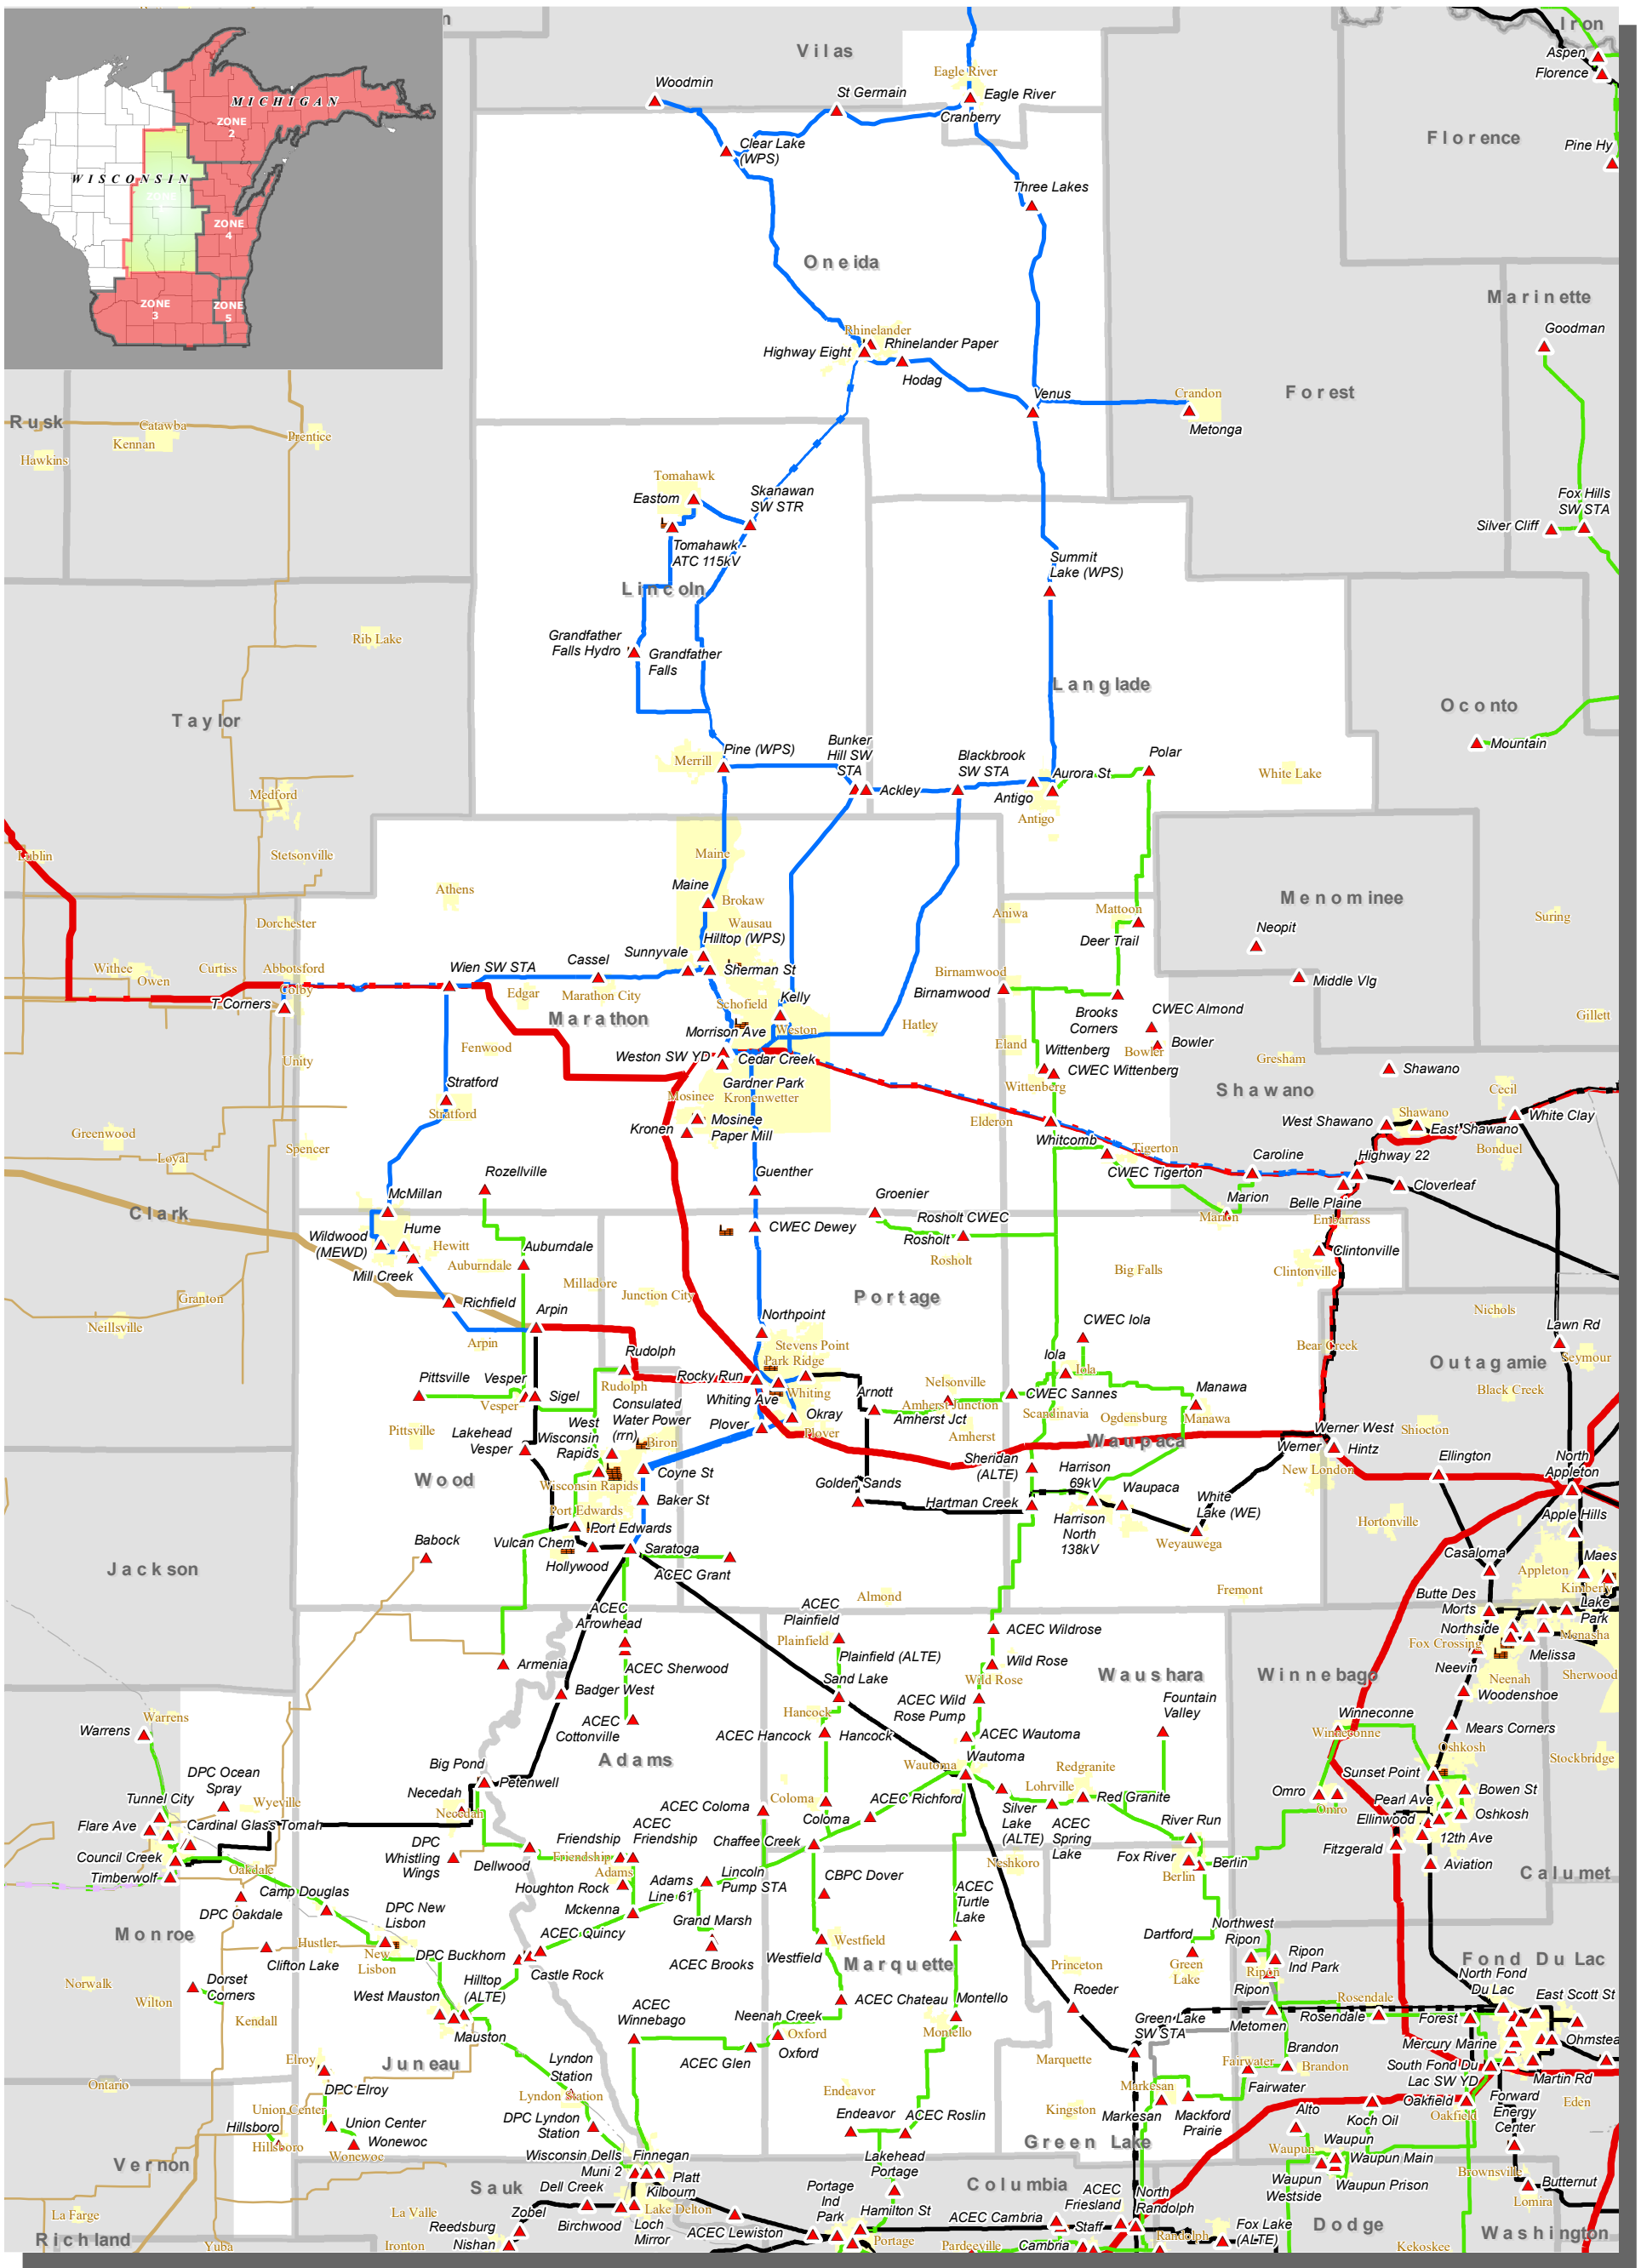 Vilas
Iron
Aspen
Florence
Woodmin
St Germain
Eagle River
Eagle River
Cranberry
Clear Lake
(WPS)
Florence
Pine Hy
MICHIGAN
ZONE
2
WISCONSIN
ZONE
4
ZONE
3
ZONE
5
Three Lakes
Oneida
Marinette
Goodman
Rhinelander
Highway Eight
Rhinelander Paper
Hodag
Venus
Crandon
Metonga
Forest
Rusk
Catawba
Kennan
Prentice
Hawkins
Tomahawk
Eastom
Skanawan
SW STR
Tomahawk -
ATC 115kV
Fox Hills
SW STA
Silver Cliff
Summit
Lake (WPS)
Lincoln
Rib Lake
Grandfather
Falls Hydro
Grandfather
Falls
Langlade
Taylor
Oconto
Mountain
Pine (WPS)
Merrill
Bunker
Hill SW
STA
Ackley
Blackbrook
SW STA
Antigo
Aurora St
Antigo
Polar
White Lake
Medford
Lublin
Stetsonville
Maine
Athens
Maine
Brokaw
Wausau
Aniwa
Mattoon
Deer Trail
Menominee
Neopit
Suring
Dorchester
Withee
Owen
Curtiss
Abbotsford
Colby
T Corners
Wien SW STA
Cassel
Sunnyvale
Hilltop (WPS)
Sherman St
Edgar
Marathon City
Marathon
Schofield
Kelly
Weston
Morrison Ave
Birnamwood
Birnamwood
Middle Vlg
Brooks
Corners
CWEC Almond
Bowler
Bowler
Gillett
Hatley
Eland
Fenwood
Unity
Weston SW YD
Cedar Creek
Gardner Park
Kronenwetter
Mosinee
Wittenberg
CWEC Wittenberg
Wittenberg
Gresham
Shawano
Shawano
Cecil
Stratford
Stratford
Kronen
Mosinee
Paper Mill
Elderon
Whitcomb
Tigerton
CWEC Tigerton
Caroline
West Shawano
Shawano
East Shawano
White Clay
Bonduel
Highway 22
Cloverleaf
Belle Plaine
Embarrass
Marion
Marion
Greenwood
Loyal
Spencer
Clark
McMillan
Rozellville
Guenther
CWEC Dewey
Groenier
Rosholt CWEC
Rosholt
Rosholt
Wildwood
(MEWD)
Hume
Hewitt
Mill Creek
Auburndale
Auburndale
Richfield
Milladore
Junction City
Portage
Big Falls
Clintonville
Clintonville
Granton
Neillsville
Arpin
Arpin
Northpoint
Stevens Point
Park Ridge
CWEC Iola
Iola
Iola
Bear Creek
Nichols
Lawn Rd
Seymour
Outagamie
Black Creek
Pittsville
Vesper
Vesper
Sigel
Rudolph
Rudolph
Rocky Run
Whiting Ave
Whiting
Arnott
Nelsonville
CWEC Sannes
Amherst Junction
Amherst Jct
Amherst
Scandinavia
Ogdensburg
Manawa
Manawa
Waupaca
Pittsville
Lakehead
Vesper
West
Wisconsin
Rapids
Consulated
Water Power
(rrn)
Biron
Plover
Okray
Plover
Coyne St
Wisconsin Rapids
Wood
Baker St
Port Edwards
Port Edwards
Golden Sands
Sheridan
(ALTE)
Hartman Creek
Harrison
69kV
Harrison
North
138kV
Waupaca
White
Lake (WE)
Weyauwega
Werner West
Werner
Hintz
New London
Shiocton
Ellington
North
Appleton
Apple Hills
Hortonville
Casaloma
Appleton
Maes
Kimberly
Babock
Vulcan Chem
Hollywood
Saratoga
ACEC Grant
Jackson
Almond
Fremont
Butte Des
Morts
Lake
Park
Northside
Fox Crossing
Menasha
Melissa
Neevin
Neenah
Sherwood
Woodenshoe
ACEC
Arrowhead
ACEC Sherwood
ACEC
Plainfield
Plainfield
Plainfield (ALTE)
Sand Lake
ACEC Wildrose
Wild Rose
Wild Rose
ACEC Wild
Rose Pump
Waushara
Winnebago
Fountain
Valley
Armenia
Badger West
ACEC
Cottonville
Adams
Hancock
ACEC Hancock
Hancock
ACEC Wautoma
Wautoma
Wautoma
Winneconne
Winneconne
Mears Corners
Oshkosh
Stockbridge
Warrens
Warrens
DPC Ocean
Spray
Wyeville
Tunnel City
Flare Ave
Cardinal Glass
Tomah
Council Creek
Timberwolf
Oakdale
Big Pond
Petenwell
Necedah
Necedah
DPC
Whistling
Wings
Dellwood
Friendship
ACEC
Friendship
Friendship
Adams
ACEC Coloma
Coloma
Coloma
Chaffee Creek
ACEC Richford
Redgranite
Lohrville
Red Granite
Silver
Lake
(ALTE)
ACEC
Spring
Lake
Sunset Point
Bowen St
Omro
Omro
Pearl Ave
Ellinwood
Oshkosh
12th Ave
Fitzgerald
Aviation
River Run
Fox River
Berlin
Berlin
Neshkoro
Calumet
Houghton Rock
Mckenna
Adams
Line 61
Lincoln
Pump STA
CBPC Dover
ACEC
Turtle
Lake
Camp Douglas
DPC Oakdale
Monroe
DPC New
Lisbon
New
Lisbon
Hustler
Clifton Lake
DPC Buckhorn
ACEC Quincy
Castle Rock
Grand Marsh
ACEC Brooks
Westfield
Westfield
Marquette
Dartford
Green
Lake
Northwest
Ripon
Ripon
Ind Park
Ripon
Ripon
Princeton
Fond Du Lac
North Fond
Du Lac
East Scott St
Norwalk
Wilton
Dorset
Corners
Kendall
West Mauston
Hilltop
(ALTE)
Mauston
ACEC
Winnebago
Neenah Creek
ACEC Chateau
Montello
Montello
Oxford
Oxford
ACEC Glen
Roeder
Green Lake
SW STA
Metomen
Rosendale
Rosendale
Forest
Mercury Marine
Ohmstea
South Fond Du
Lac SW YD
Martin Rd
Brandon
Brandon
Fairwater
Fairwater
Marquette
Markesan
Markesan
Mackford
Prairie
Elroy
Juneau
DPC Elroy
Lyndon
Station
Lyndon Station
DPC Lyndon
Station
Ontario
Union Center
Union Center
Wonewoc
Wonewoc
Hillsboro
Hillsboro
Vernon
Endeavor
Endeavor
ACEC Roslin
Kingston
Green Lake
Alto
Koch Oil
Oakfield
Oakfield
Forward
Energy
Center
Eden
Waupun
Waupun
Waupun Main
Waupun Prison
Waupun
Westside
Brownsville
Butternut
Lomira
Wisconsin Dells
Muni 2
Finnegan
Platt
Kilbourn
Dell Creek
Lake Delton
Birchwood
Loch
Mirror
Sauk
La Valle
La Farge
Richland
Yuba
Ironton
Zobel
Reedsburg
Nishan
ACEC Lewiston
Portage
Ind
Park
Lakehead
Portage
Hamilton St
Portage
Columbia
ACEC
Friesland
ACEC Cambria
Staff
Cambria
Pardeeville
North
Randolph
Randolph
Fox Lake
(ALTE)
Dodge
Kekoskee
Washington